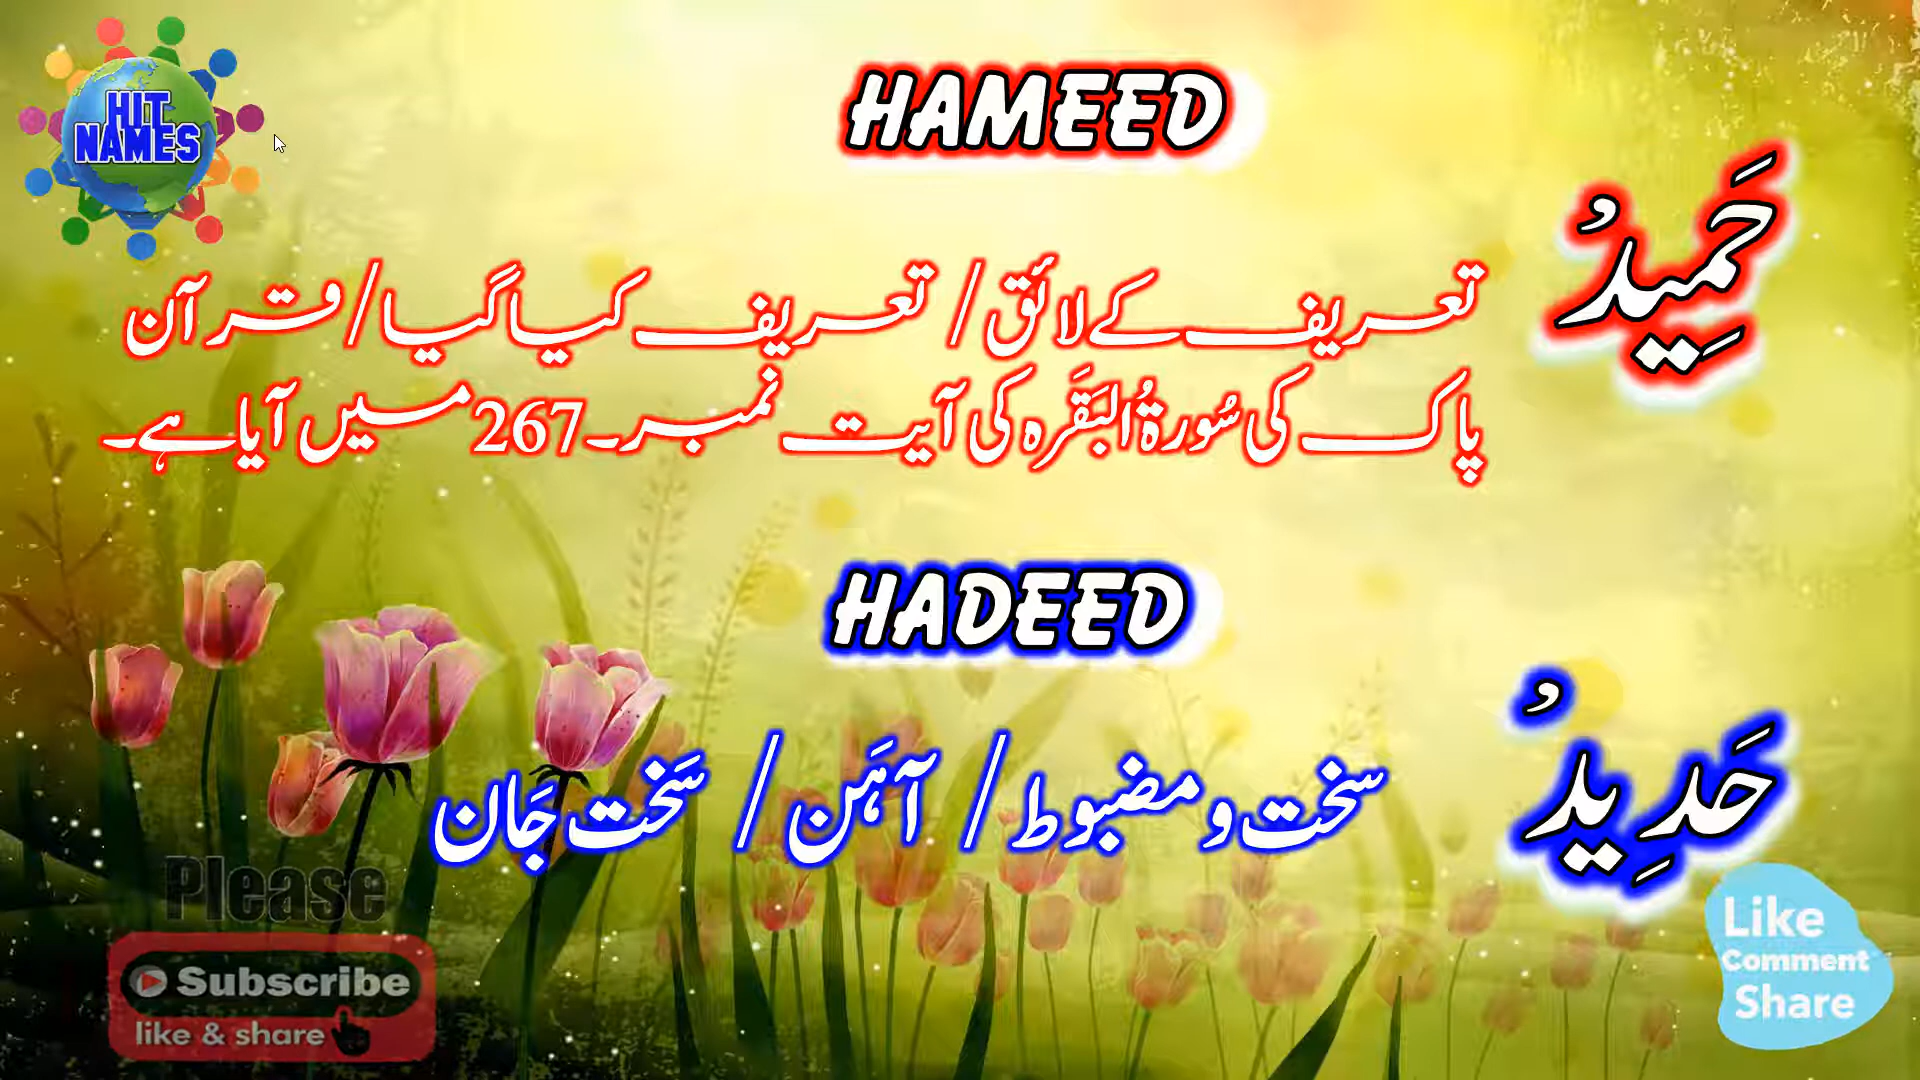 HIT
NAMES
HAMEED
حَمِیدُ
تعریف کے لائق / تعریف کیا گیا / قرآن
پاک کی سُورۃُ البَقَرَہ کی آیت نمبر۔267 میں آیا ہے۔
HADEED
حَدِیدُ
سخت و مضبوط / آہَن / سَخت جَان
Please
Subscribe
like & share
Like
Comment
Share